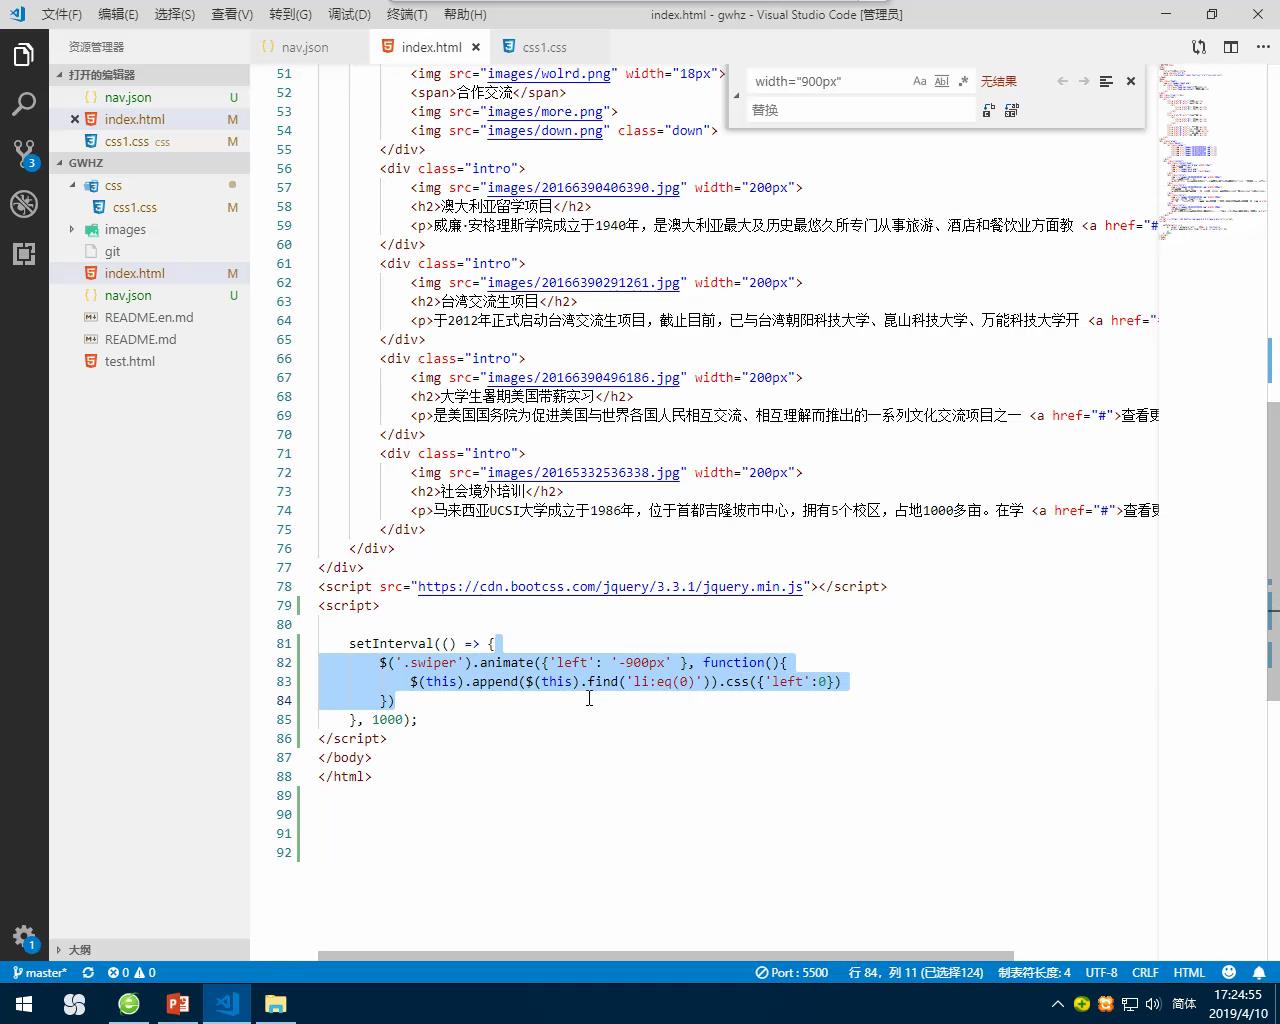 文件(F) 编辑(E) 选择(S) 查看(V) 转到(G) 调试(D) 终端(T) 帮助(H) index.html - gwhz - Visual Studio Code [管理员]
资源管理器 nav.json index.html css1.css
打开的编辑器
nav.json U
index.html M
css1.css css M
GWHZ
css
css1.css M
images
git
index.html M
nav.json U
README.en.md
README.md
test.html
大纲
width="900px" Aa Abl .* 无结果
替换
51 <img src="images/wolrd.png" width="18px">
52 <span>合作交流</span>
53 <img src="images/more.png">
54 <img src="images/down.png" class="down">
55 </div>
56 <div class="intro">
57 <img src="images/20166390406390.jpg" width="200px">
58 <h2>澳大利亚留学项目</h2>
59 <p>威廉·安格理斯学院成立于1940年，是澳大利亚最大及历史最悠久所专门从事旅游、酒店和餐饮业方面教 <a href="#
60 </div>
61 <div class="intro">
62 <img src="images/20166390291261.jpg" width="200px">
63 <h2>台湾交流生项目</h2>
64 <p>于2012年正式启动台湾交流生项目，截止目前，已与台湾朝阳科技大学、崑山科技大学、万能科技大学开 <a href="
65 </div>
66 <div class="intro">
67 <img src="images/20166390496186.jpg" width="200px">
68 <h2>大学生暑期美国带薪实习</h2>
69 <p>是美国国务院为促进美国与世界各国人民相互交流、相互理解而推出的一系列文化交流项目之一 <a href="#">查看更
70 </div>
71 <div class="intro">
72 <img src="images/20165332536338.jpg" width="200px">
73 <h2>社会境外培训</h2>
74 <p>马来西亚UCSI大学成立于1986年，位于首都吉隆坡市中心，拥有5个校区，占地1000多亩。在学 <a href="#">查看更
75 </div>
76 </div>
77 </div>
78 <script src="https://cdn.bootcss.com/jquery/3.3.1/jquery.min.js"></script>
79 <script>
80
81 setInterval(() => {
82 $('.swiper').animate({'left': '-900px' }, function(){
83 $(this).append($(this).find('li:eq(0)')).css({'left':0})
84 })
85 }, 1000);
86 </script>
87 </body>
88 </html>
89
90
91
92
3
1
master* 0 0 Port : 5500 行 84，列 11 (已选择124) 制表符长度: 4 UTF-8 CRLF HTML
简体 17:24:55
2019/4/10